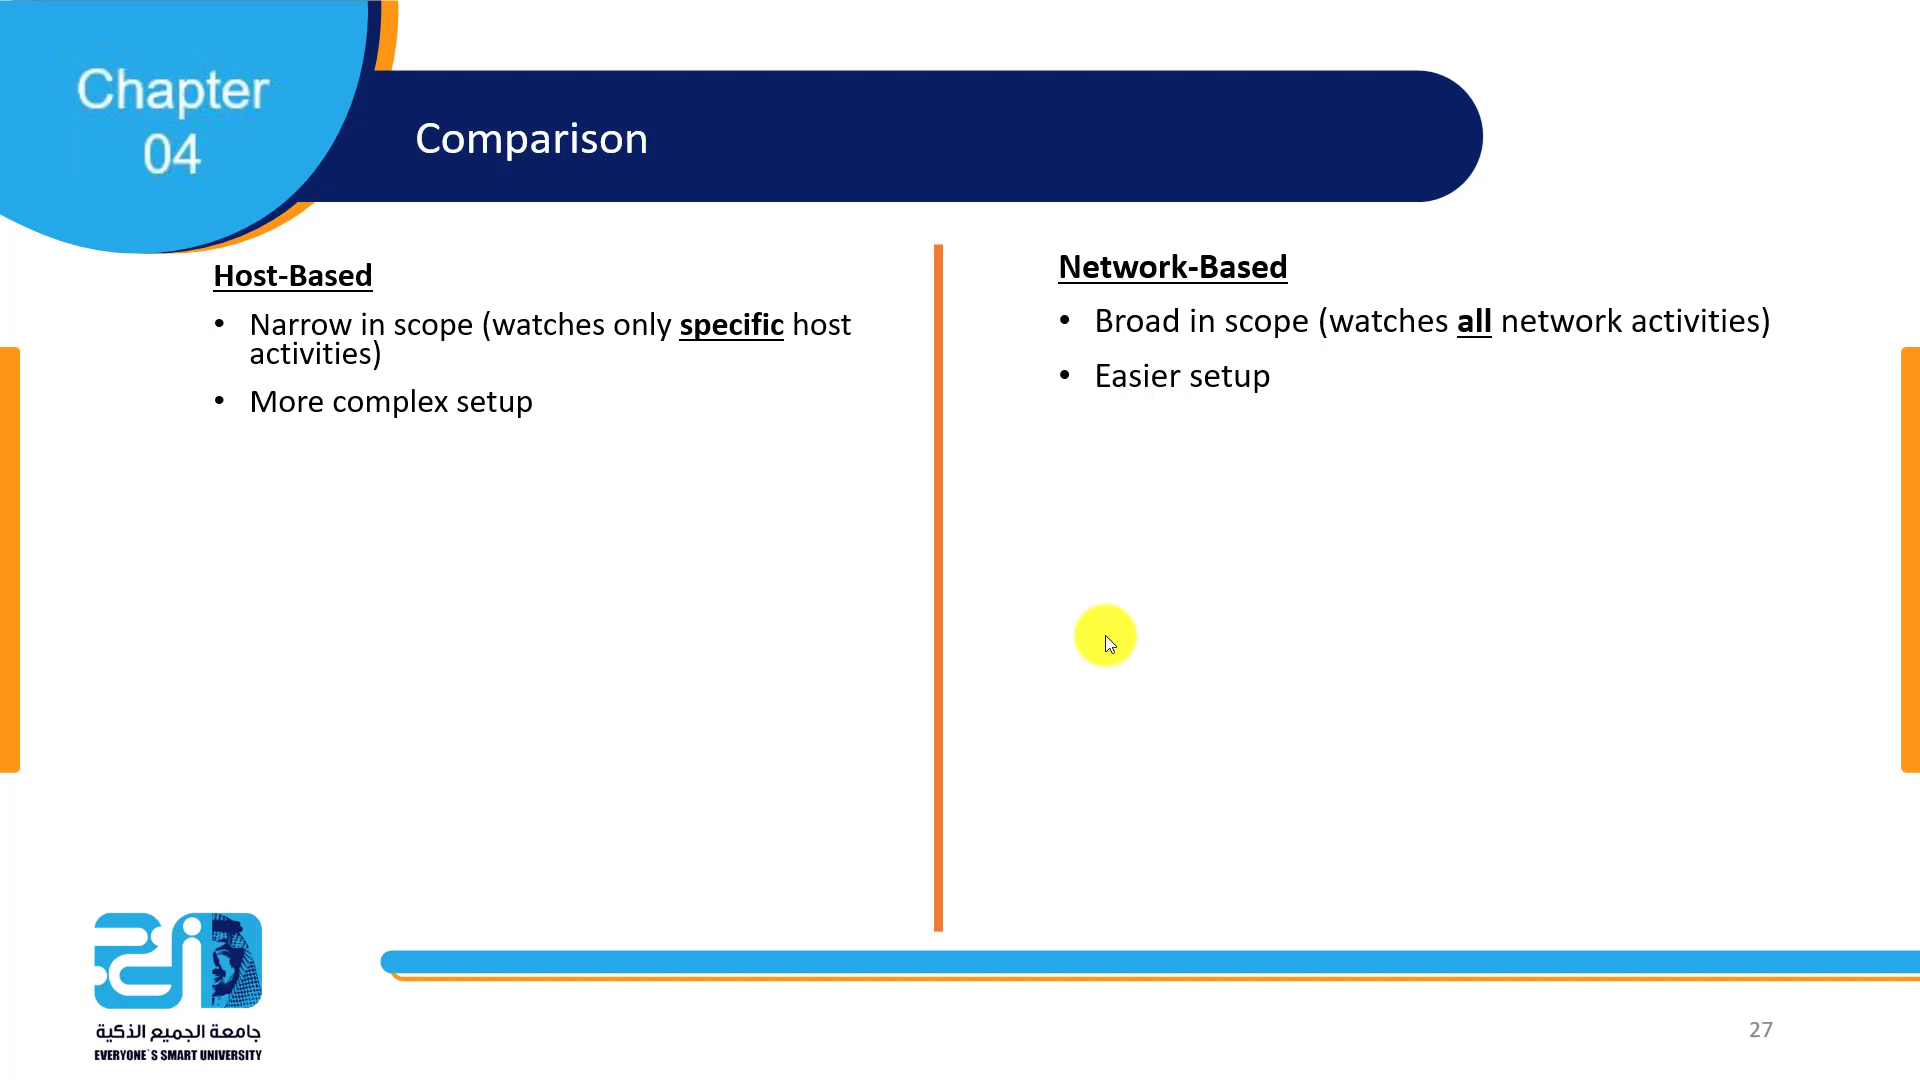 Chapter
04
Comparison
Host-Based
• Narrow in scope (watches only specific host
activities)
• More complex setup
Network-Based
• Broad in scope (watches all network activities)
• Easier setup
جامعة الجميع الذكية
EVERYONE`S SMART UNIVERSITY
27